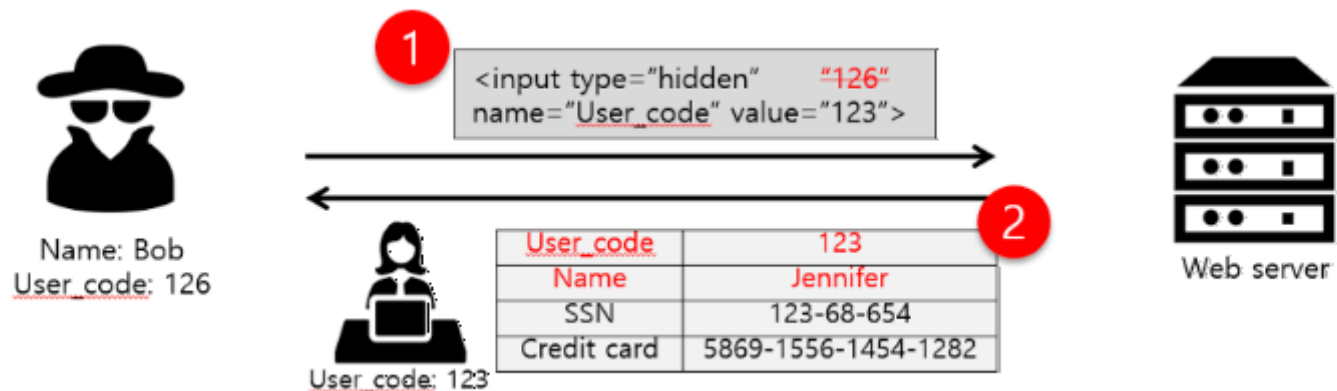 1
<input type="hidden" "126"
name="User_code" value="123">
2
Name: Bob
User_code: 126
User_code 123
Name Jennifer
SSN 123-68-654
Credit card 5869-1556-1454-1282
User_code: 123
Web server